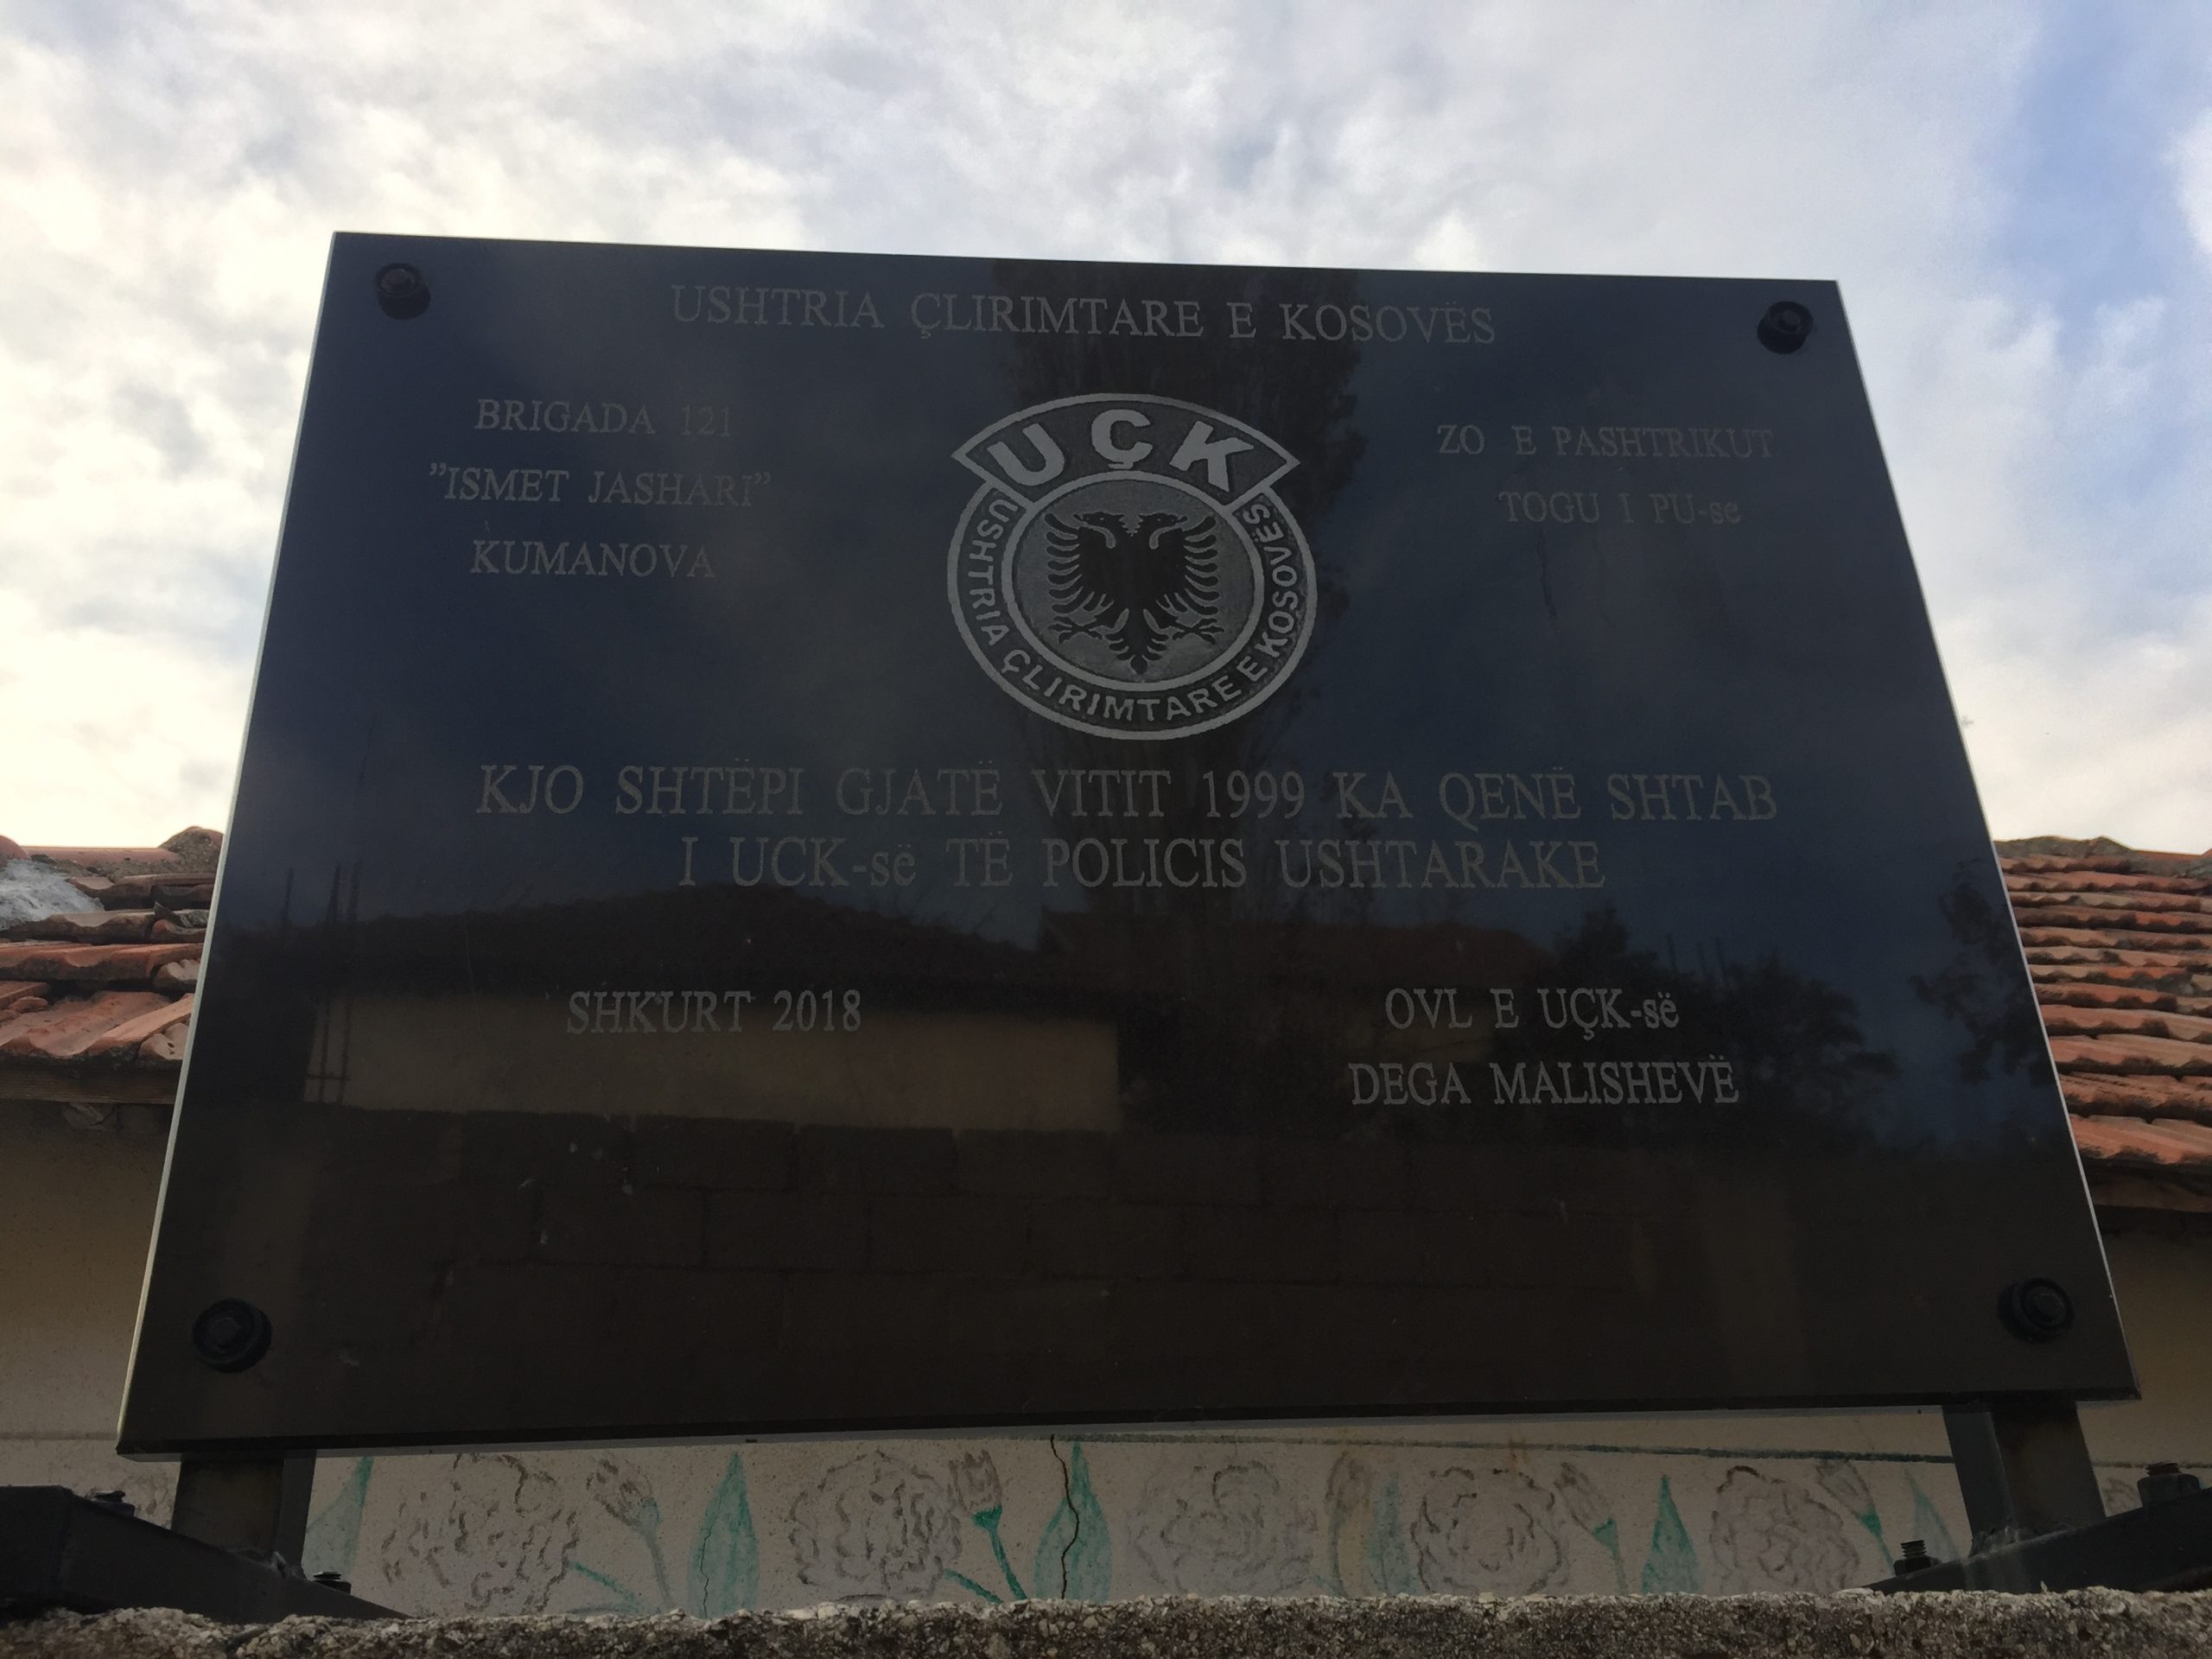 USHTRIA ÇLIRIMTARE E KOSOVËS
BRIGADA 121
"ISMET JASHARI"
KUMANOVA
UÇK
USHTRIA ÇLIRIMTARE E KOSOVËS
ZO E PASHTRIKUT
TOGU I PU-se
KJO SHTËPI GJATË VITIT 1999 KA QENË SHTAB
I UCK-së TË POLICIS USHTARAKE
SHKURT 2018
OVL E UÇK-së
DEGA MALISHEVË